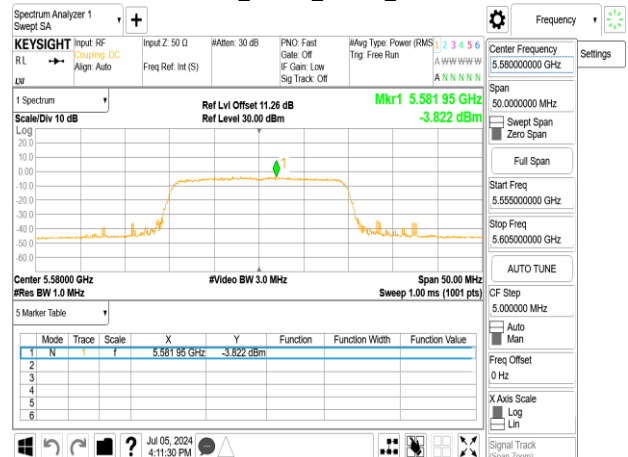 Spectrum Analyzer 1
Swept SA
+
Frequency
KEYSIGHT
Input: RF
Coupling: DC
Align: Auto
Input Z: 50 Ω
Freq Ref: Int (S)
#Atten: 30 dB
PNO: Fast
Gate: Off
IF Gain: Low
Sig Track: Off
#Avg Type: Power (RMS
Trig: Free Run
1 2 3 4 5 6
A W W W W W
A N N N N N
RL
Center Frequency
5.580000000 GHz
Settings
Span
50.0000000 MHz
Swept Span
Zero Span
Full Span
Start Freq
5.555000000 GHz
Stop Freq
5.605000000 GHz
AUTO TUNE
CF Step
5.000000 MHz
Auto
Man
Freq Offset
0 Hz
X Axis Scale
Log
Lin
Signal Track
(Span Zoom)
1 Spectrum
Scale/Div 10 dB
Ref Lvl Offset 11.26 dB
Ref Level 30.00 dBm
Mkr1 5.581 95 GHz
-3.822 dBm
Log
20.0
10.0
0.00
-10.0
-20.0
-30.0
-40.0
-50.0
-60.0
1
Center 5.58000 GHz
#Res BW 1.0 MHz
#Video BW 3.0 MHz
Span 50.00 MHz
Sweep 1.00 ms (1001 pts)
5 Marker Table
Mode Trace Scale X Y Function Function Width Function Value
1 N 1 f 5.581 95 GHz -3.822 dBm
2
3
4
5
6
?
Jul 05, 2024
4:11:30 PM